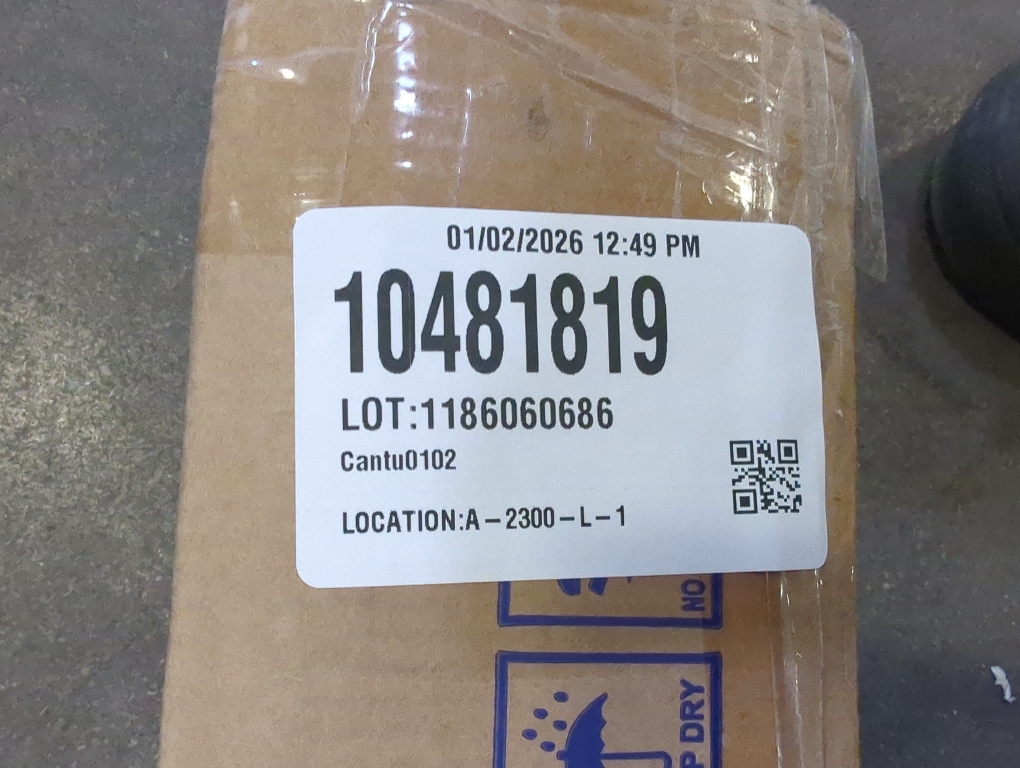 01/02/2026 12:49 PM
10481819
LOT:1186060686
Cantu0102
LOCATION:A-2300-L-1
NO
P DRY